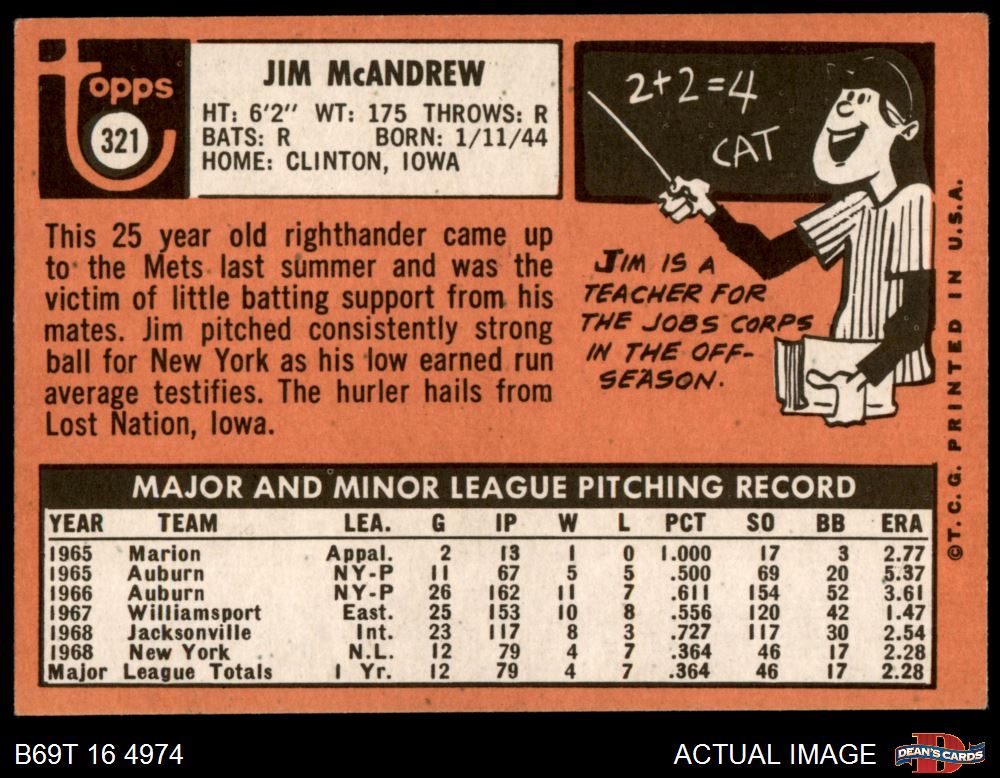 Topps
321
JIM McANDREW
HT: 6'2" WT: 175 THROWS: R
BATS: R BORN: 1/11/44
HOME: CLINTON, IOWA
2+2=4
CAT
This 25 year old righthander came up
to the Mets last summer and was the
victim of little batting support from his
mates. Jim pitched consistently strong
ball for New York as his low earned run
average testifies. The hurler hails from
Lost Nation, Iowa.
JIM IS A
TEACHER FOR
THE JOBS CORPS
IN THE OFF-
SEASON.
©T.C.G. PRINTED IN U.S.A.
MAJOR AND MINOR LEAGUE PITCHING RECORD
YEAR TEAM LEA. G IP W L PCT SO BB ERA
1965 Marion Appal. 2 13 1 0 1.000 17 3 2.77
1965 Auburn NY-P 11 67 5 5 .500 69 20 5.37
1966 Auburn NY-P 26 162 11 7 .611 154 52 3.61
1967 Williamsport East. 25 153 10 8 .556 120 42 1.47
1968 Jacksonville Int. 23 117 8 3 .727 117 30 2.54
1968 New York N.L. 12 79 4 7 .364 46 17 2.28
Major League Totals 1 Yr. 12 79 4 7 .364 46 17 2.28
B69T 16 4974
ACTUAL IMAGE
DEAN'S CARDS